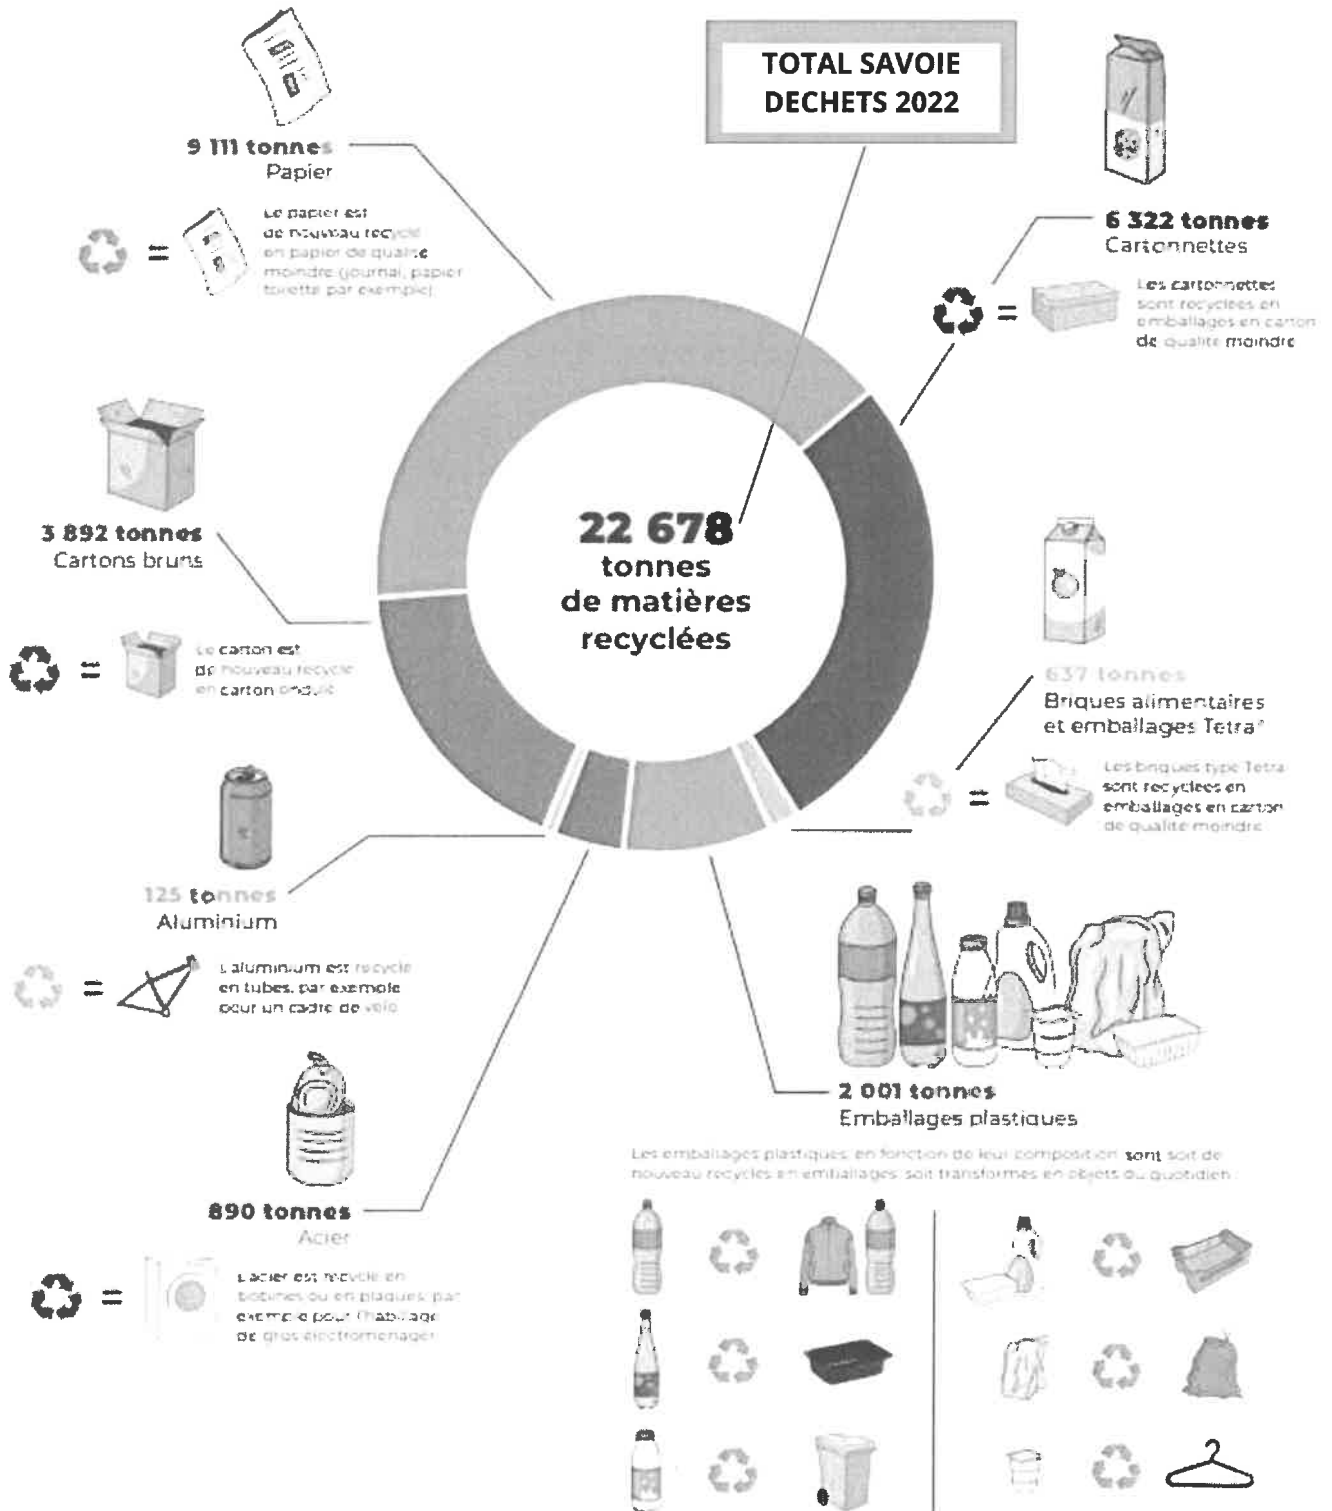 TOTAL SAVOIE
DECHETS 2022
9 111 tonnes
Papier
Le papier est
de nouveau recyclé
en papier de qualité
moindre (journal, papier
toilette par exemple)
6 322 tonnes
Cartonnettes
Les cartonnettes
sont recyclées en
emballages en carton
de qualité moindre
3 892 tonnes
Cartons bruns
Le carton est
de nouveau recyclé
en carton ondulé
22 678
tonnes
de matières
recyclées
637 tonnes
Briques alimentaires
et emballages Tetra®
Les briques type Tetra
sont recyclées en
emballages en carton
de qualité moindre
125 tonnes
Aluminium
L'aluminium est recyclé
en tubes, par exemple
pour un cadre de vélo
2 001 tonnes
Emballages plastiques
Les emballages plastiques, en fonction de leur composition sont soit de
nouveau recyclés en emballages, soit transformés en objets du quotidien :
890 tonnes
Acier
L'acier est recyclé en
bobines ou en plaques, par
exemple pour l'habillage
de gros électroménager